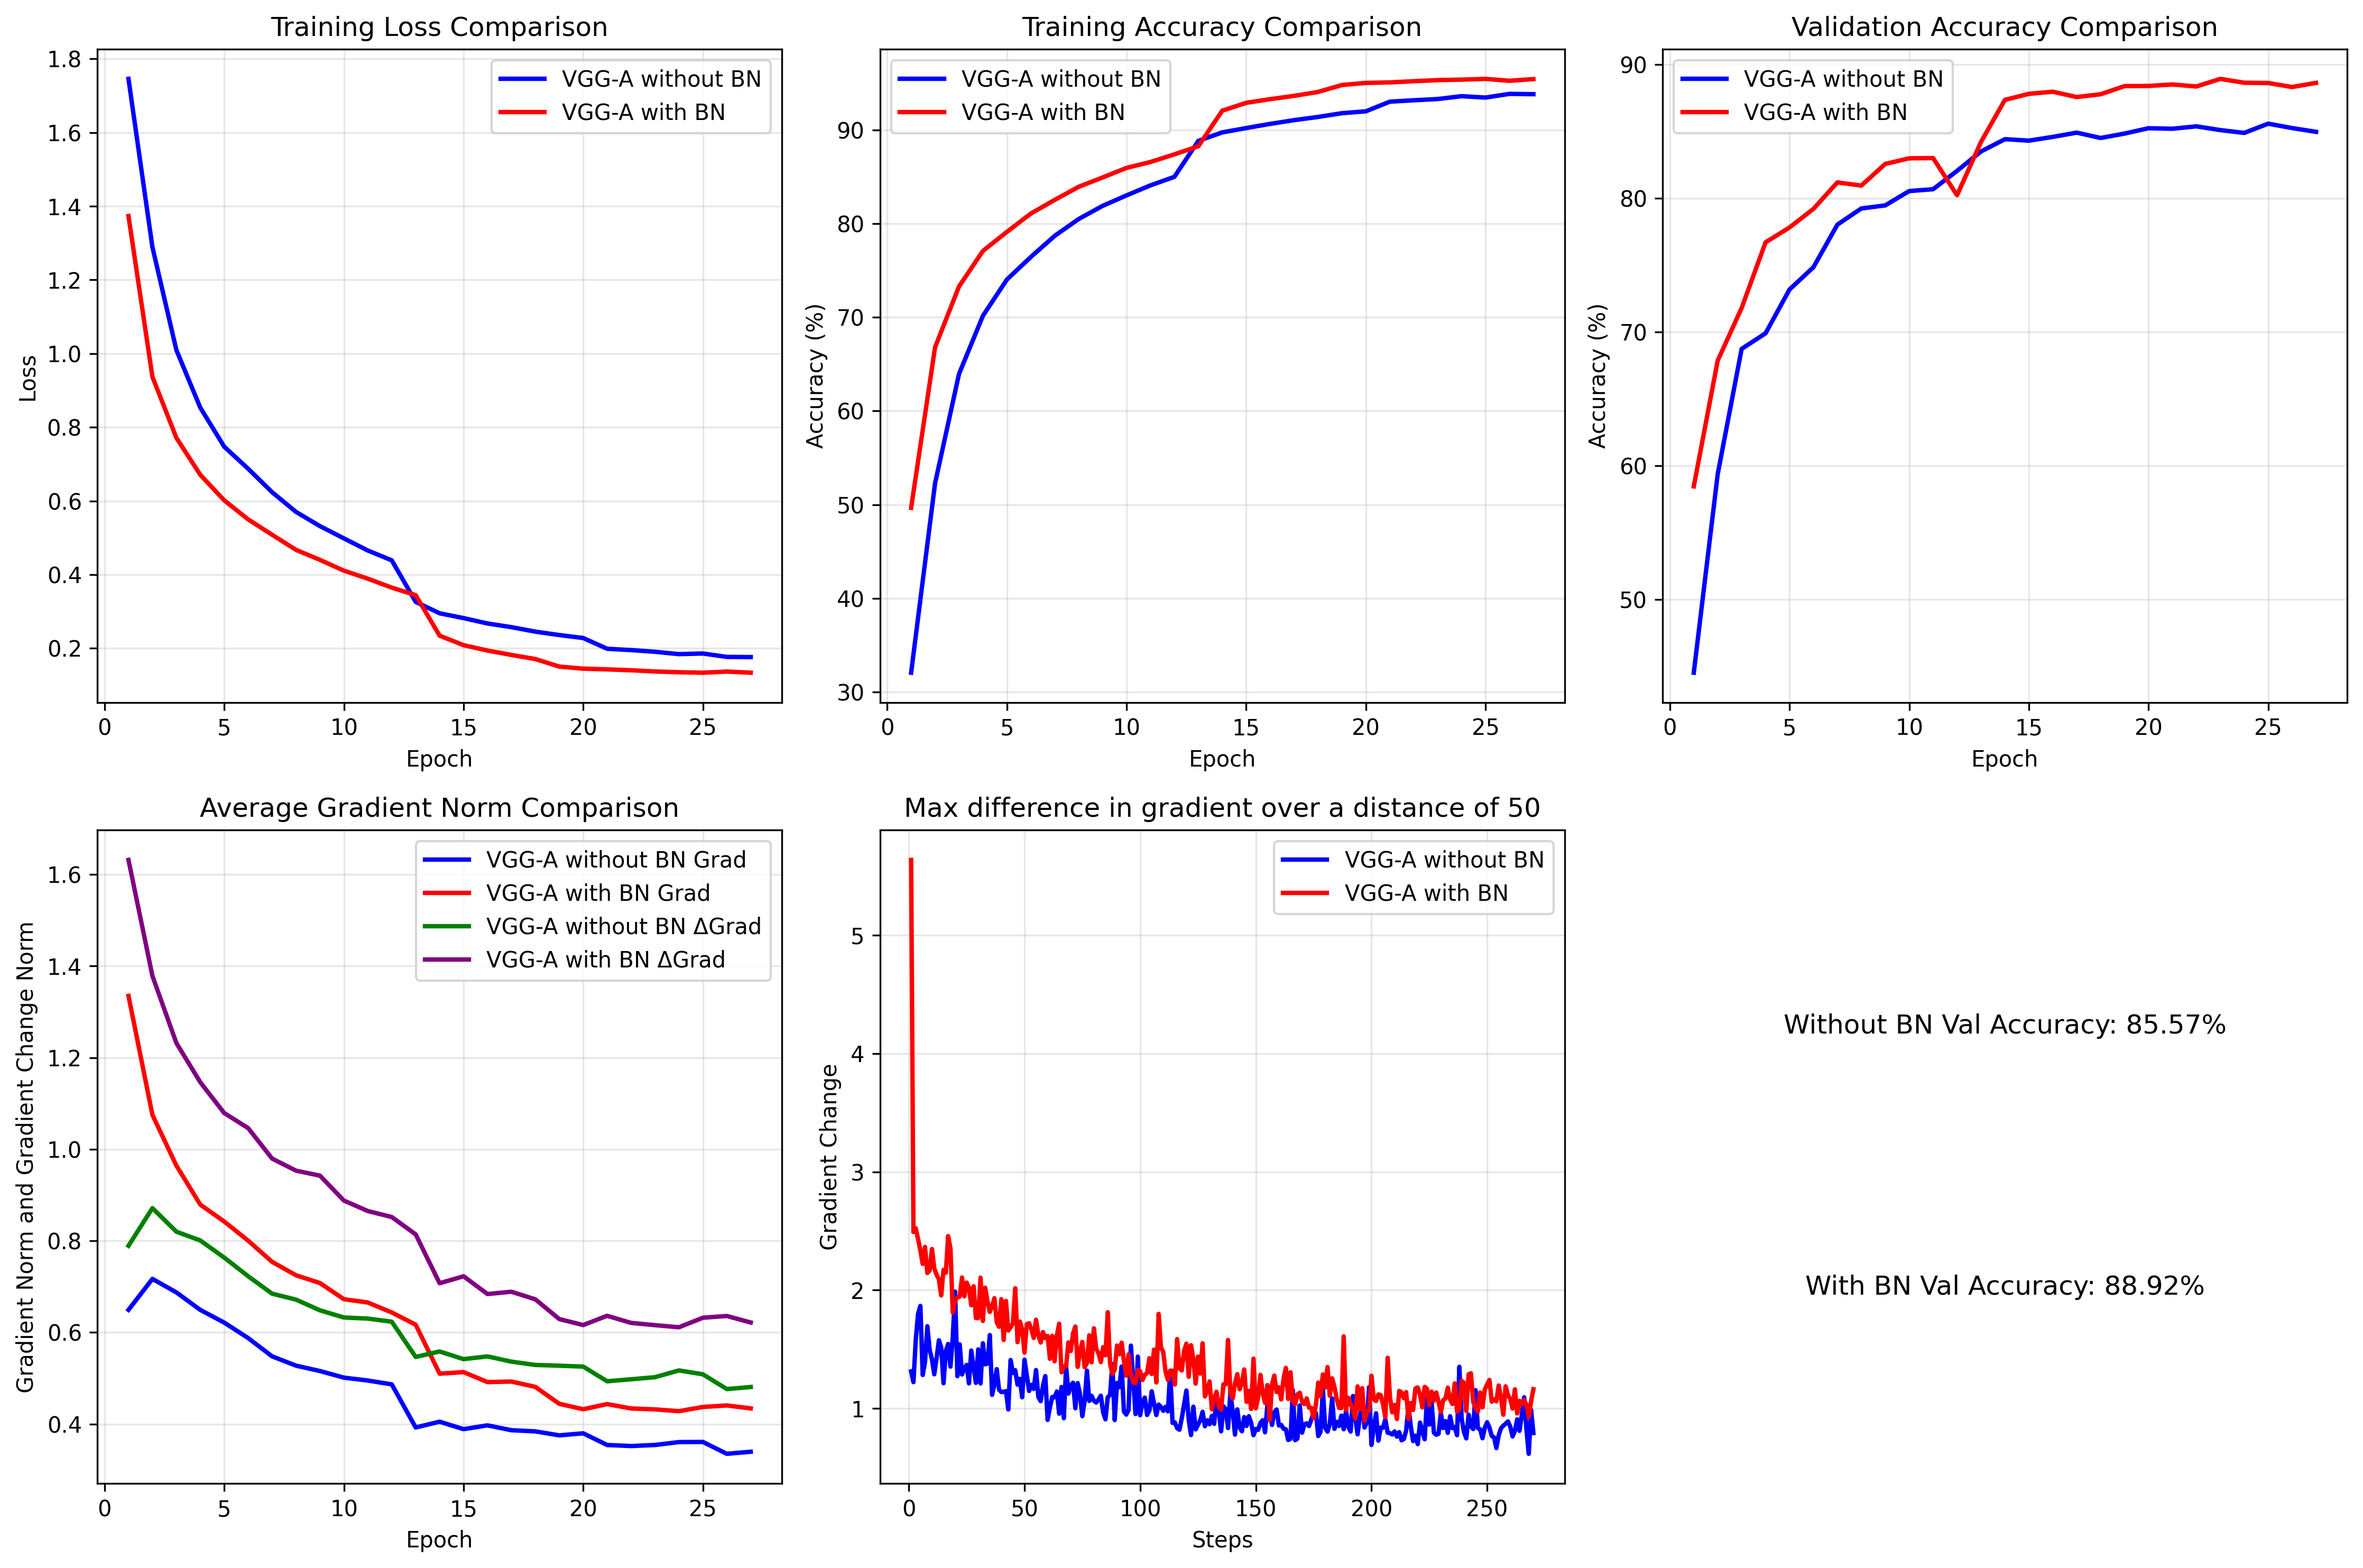 Training Loss Comparison
1.8
1.6
1.4
1.2
1.0
0.8
0.6
0.4
0.2
Loss
VGG-A without BN
VGG-A with BN
0 5 10 15 20 25
Epoch
Training Accuracy Comparison
90
80
70
60
50
40
30
Accuracy (%)
VGG-A without BN
VGG-A with BN
0 5 10 15 20 25
Epoch
Validation Accuracy Comparison
90
80
70
60
50
Accuracy (%)
VGG-A without BN
VGG-A with BN
0 5 10 15 20 25
Epoch
Average Gradient Norm Comparison
1.6
1.4
1.2
1.0
0.8
0.6
0.4
Gradient Norm and Gradient Change Norm
VGG-A without BN Grad
VGG-A with BN Grad
VGG-A without BN ΔGrad
VGG-A with BN ΔGrad
0 5 10 15 20 25
Epoch
Max difference in gradient over a distance of 50
5
4
3
2
1
Gradient Change
VGG-A without BN
VGG-A with BN
0 50 100 150 200 250
Steps
Without BN Val Accuracy: 85.57%
With BN Val Accuracy: 88.92%